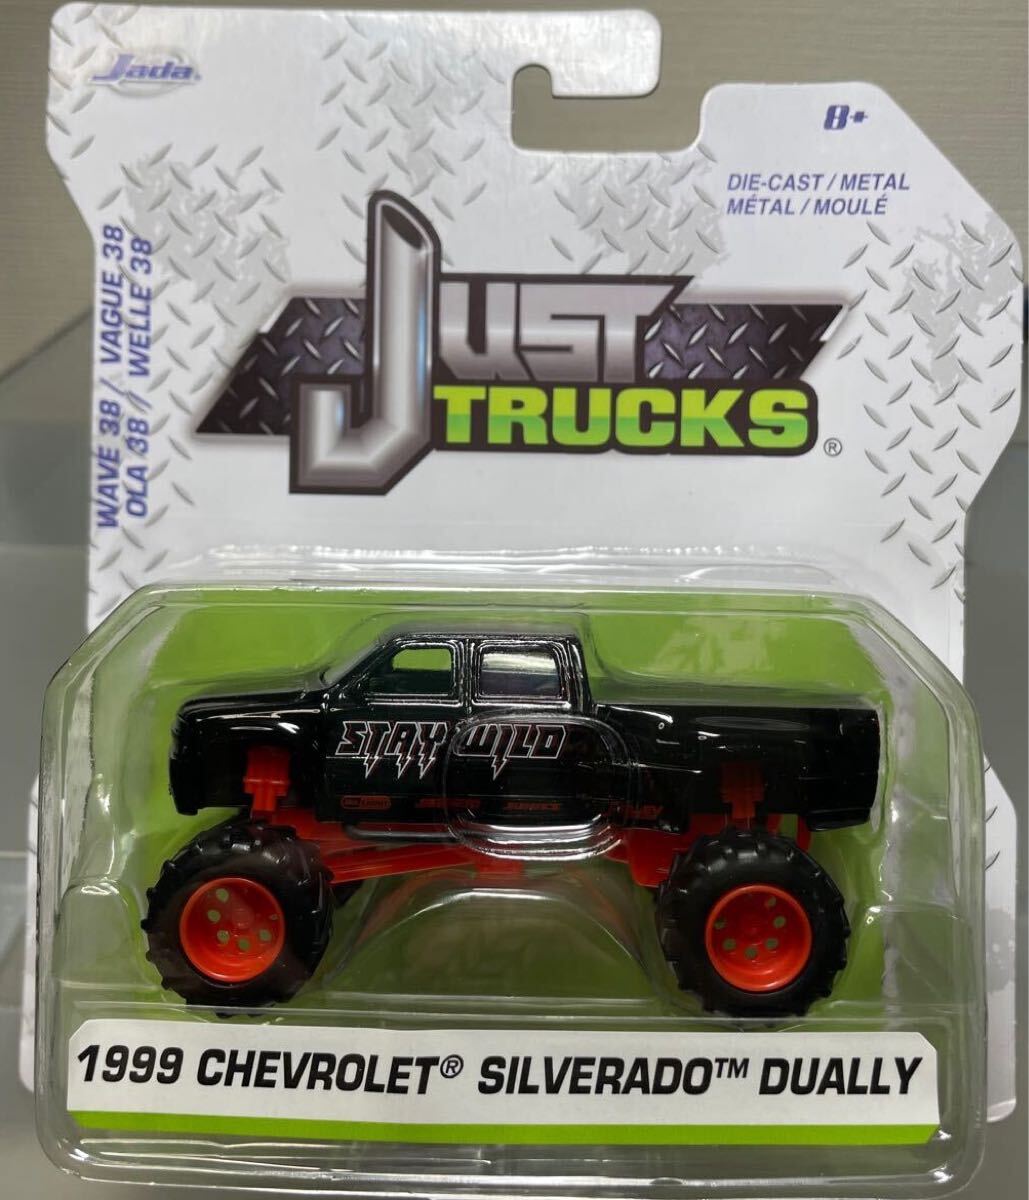 Jada®
8+
DIE-CAST / METAL
MÉTAL / MOULÉ
WAVE 38 / VAGUE 38
OLA 38 / WELLE 38
JUST
TRUCKS®
STAY WILD
1999 CHEVROLET® SILVERADO™ DUALLY